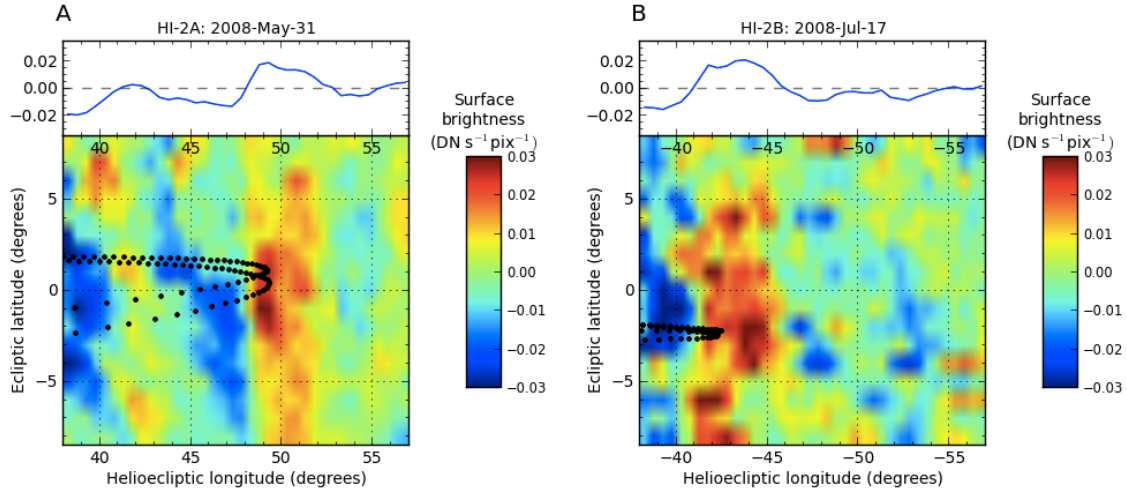 A
HI-2A: 2008-May-31
0.02
0.00
−0.02
40 45 50 55
5
0
−5
Ecliptic latitude (degrees)
40 45 50 55
Helioecliptic longitude (degrees)
Surface
brightness
(DN s⁻¹ pix⁻¹)
0.03
0.02
0.01
0.00
−0.01
−0.02
−0.03
B
HI-2B: 2008-Jul-17
0.02
0.00
−0.02
−40 −45 −50 −55
5
0
−5
Ecliptic latitude (degrees)
−40 −45 −50 −55
Helioecliptic longitude (degrees)
Surface
brightness
(DN s⁻¹ pix⁻¹)
0.03
0.02
0.01
0.00
−0.01
−0.02
−0.03